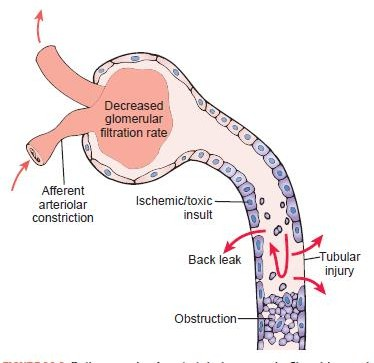 Decreased
glomerular
filtration rate
Afferent
arteriolar
constriction
Ischemic/toxic
insult
Back leak
Tubular
injury
Obstruction